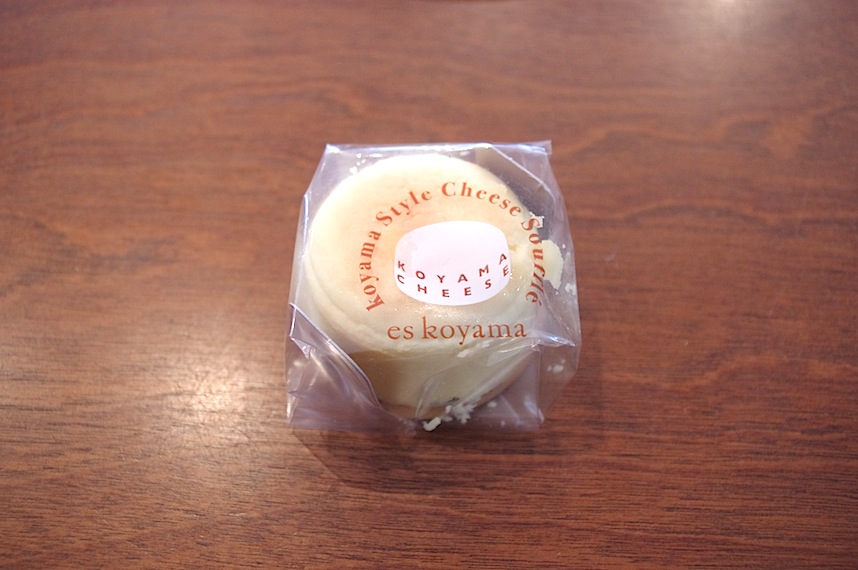 koyama Style Cheese Soufflé
KOYAMA
CHEESE
es koyama